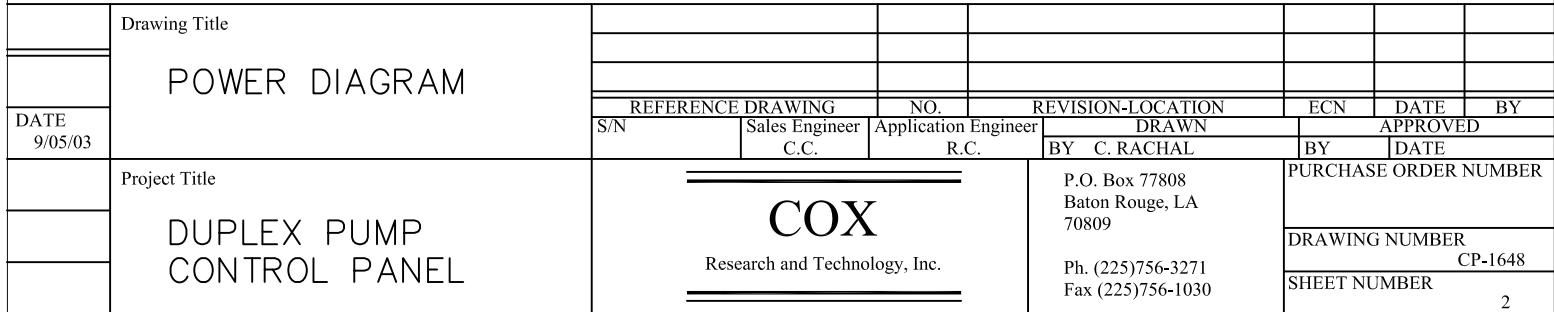 Drawing Title
POWER DIAGRAM
REFERENCE DRAWING NO. REVISION-LOCATION ECN DATE BY
DATE
9/05/03
S/N Sales Engineer Application Engineer DRAWN APPROVED
C.C. R.C. BY C. RACHAL BY DATE
Project Title
DUPLEX PUMP
CONTROL PANEL
COX
Research and Technology, Inc.
P.O. Box 77808
Baton Rouge, LA
70809
Ph. (225)756-3271
Fax (225)756-1030
PURCHASE ORDER NUMBER
DRAWING NUMBER
CP-1648
SHEET NUMBER
2